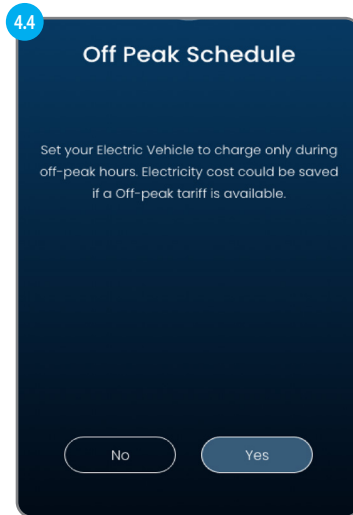 4.4
Off Peak Schedule
Set your Electric Vehicle to charge only during
off-peak hours. Electricity cost could be saved
if a Off-peak tariff is available.
No
Yes